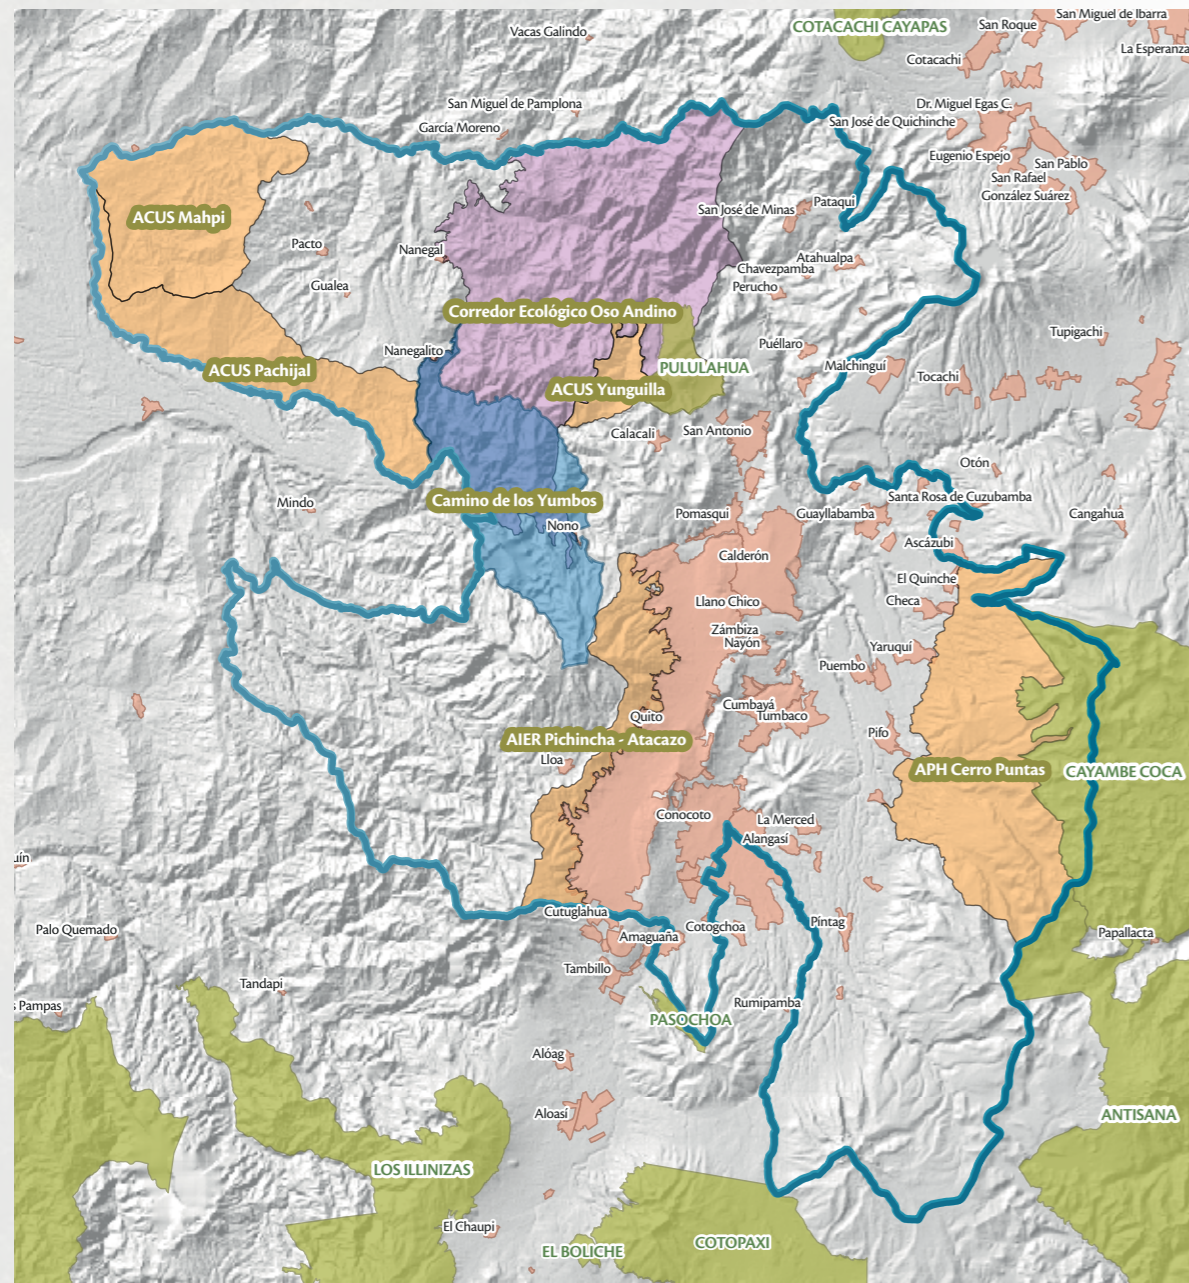 San Miguel de Ibarra
COTACACHI CAYAPAS
San Roque
Vacas Galindo
La Esperanza
Cotacachi
San Miguel de Pamplona
Dr. Miguel Egas C.
García Moreno
San José de Quichinche
Eugenio Espejo
San Pablo
San Rafael
González Suárez
Pataquí
San José de Minas
ACUS Mahpi
Pacto
Nanegal
Atahualpa
Chavezpamba
Gualea
Perucho
Corredor Ecológico Oso Andino
Tupigachi
Puéllaro
Nanegalito
Malchinguí
PULULAHUA
ACUS Pachijal
Tocachi
ACUS Yunguilla
Calacali
San Antonio
Otón
Santa Rosa de Cuzubamba
Camino de los Yumbos
Mindo
Pomasqui
Guayllabamba
Cangahua
Nono
Ascázubi
Calderón
El Quinche
Checa
Llano Chico
Zámbiza
Nayón
Yaruquí
Puembo
Cumbayá
Tumbaco
Quito
Pifo
AIER Pichincha - Atacazo
Lloa
APH Cerro Puntas
CAYAMBE COCA
Conocoto
La Merced
Alangasí
uín
Cutuglahua
Píntag
Cotogchoa
Palo Quemado
Amaguaña
Papallacta
Tambillo
Tandapi
Rumipamba
s Pampas
PASOCHOA
Alóag
Aloasí
ANTISANA
LOS ILLINIZAS
El Chaupi
COTOPAXI
EL BOLICHE